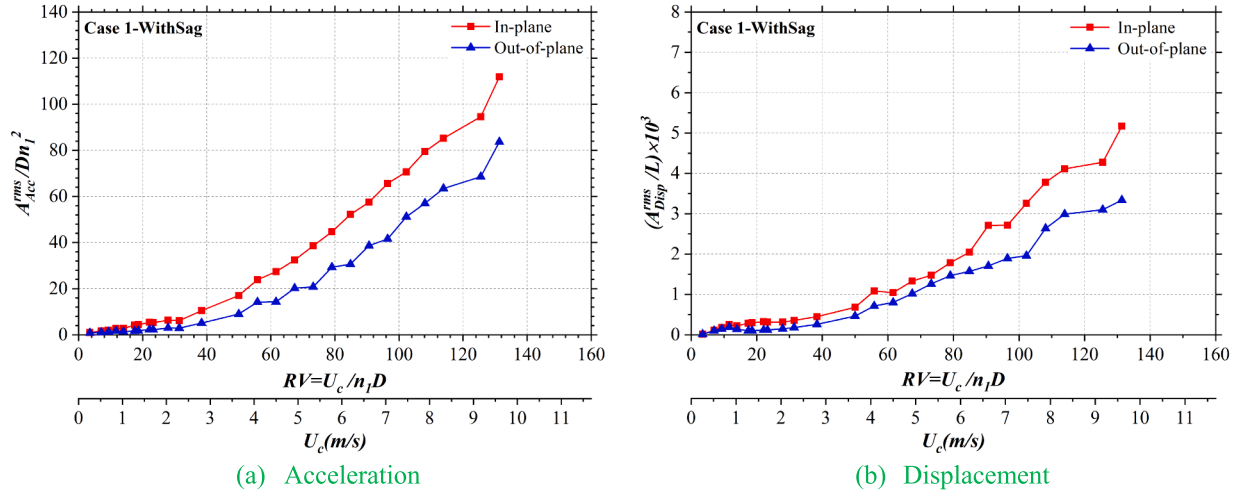 Case 1-WithSag
In-plane
Out-of-plane
140
120
100
80
60
40
20
0
A^{rms}_{Acc}/Dn_1^2
0 20 40 60 80 100 120 140 160
RV=U_c/n_1D
0 1 2 3 4 5 6 7 8 9 10 11
U_c(m/s)
(a) Acceleration
Case 1-WithSag
In-plane
Out-of-plane
8
7
6
5
4
3
2
1
0
(A^{rms}_{Disp}/L)×10^3
0 20 40 60 80 100 120 140 160
RV=U_c/n_1D
0 1 2 3 4 5 6 7 8 9 10 11
U_c(m/s)
(b) Displacement